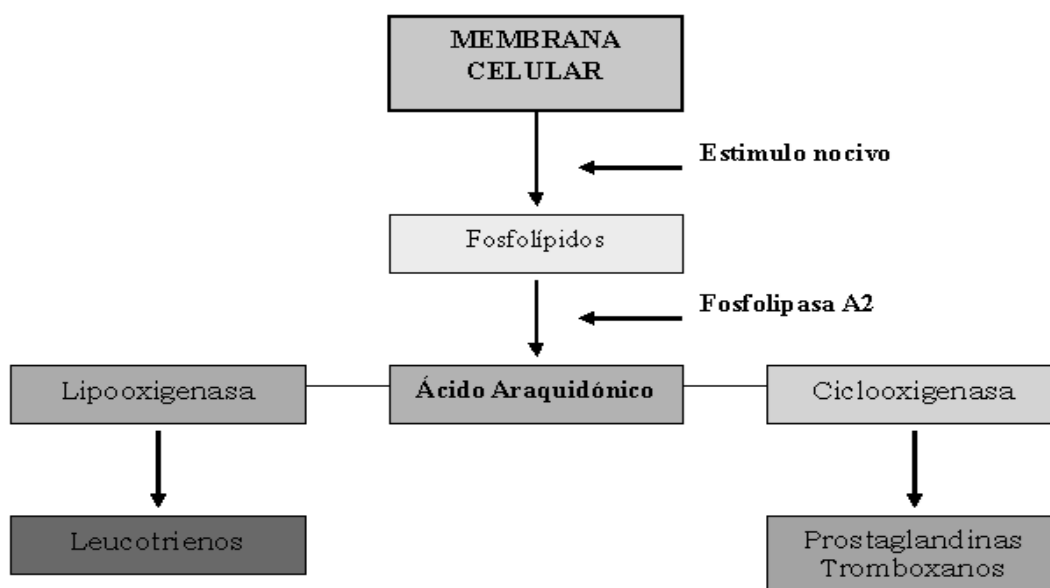 MEMBRANA
CELULAR
Estimulo nocivo
Fosfolípidos
Fosfolipasa A2
Lipooxigenasa
Ácido Araquidónico
Ciclooxigenasa
Leucotrienos
Prostaglandinas
Tromboxanos